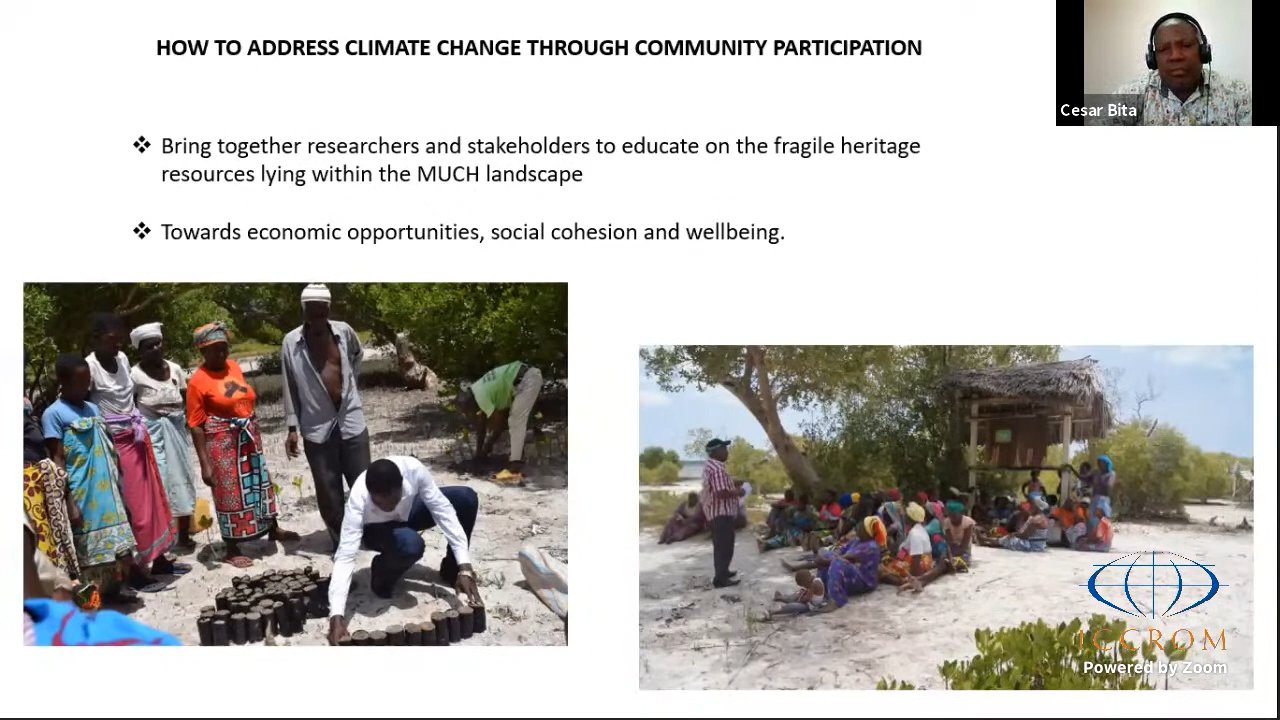 HOW TO ADDRESS CLIMATE CHANGE THROUGH COMMUNITY PARTICIPATION
Cesar Bita
❖ Bring together researchers and stakeholders to educate on the fragile heritage
resources lying within the MUCH landscape
❖ Towards economic opportunities, social cohesion and wellbeing.
ICCROM
Powered by Zoom